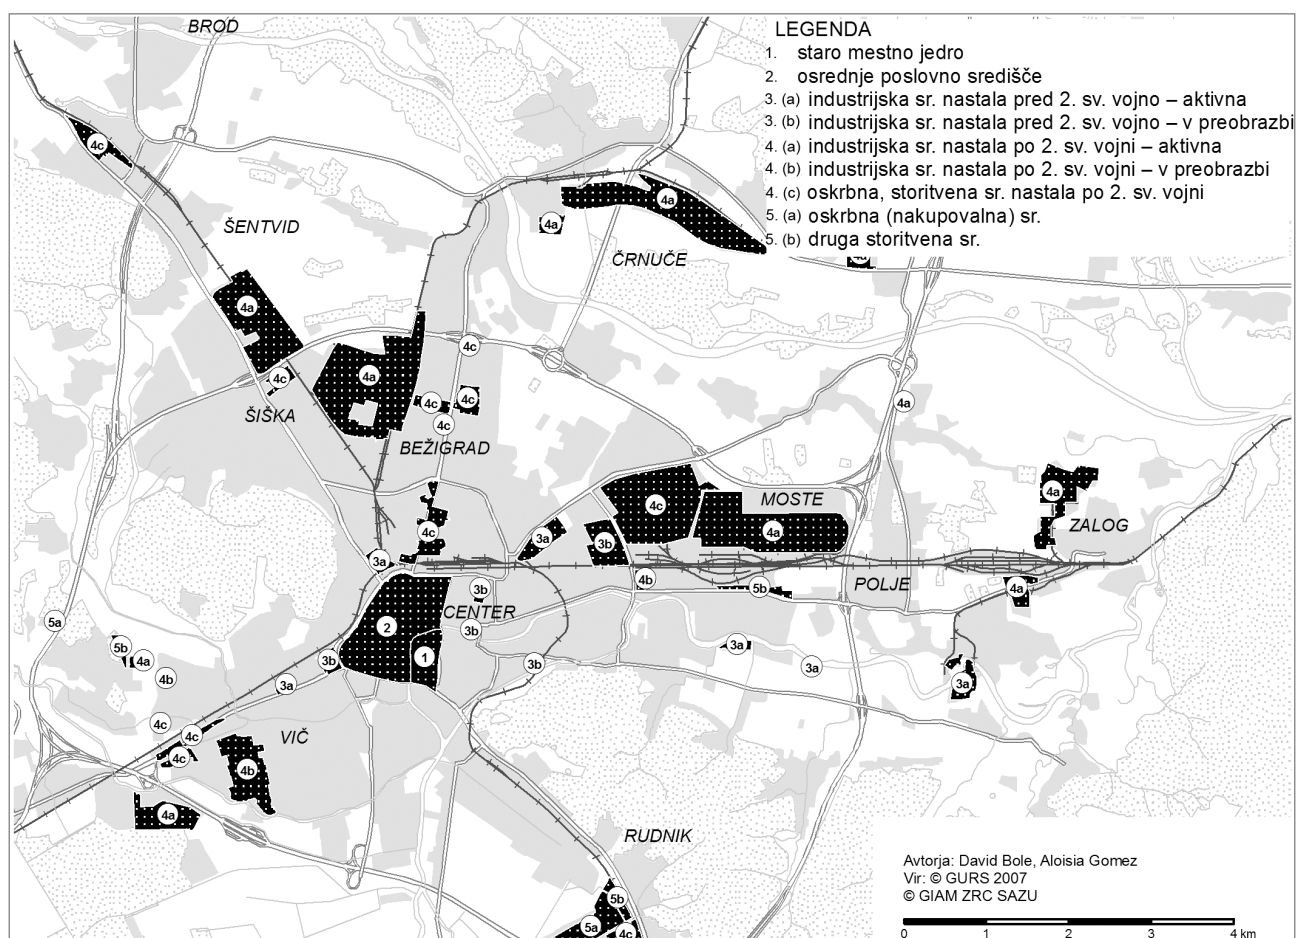 BROD
LEGENDA
1. staro mestno jedro
2. osrednje poslovno središče
3. (a) industrijska sr. nastala pred 2. sv. vojno – aktivna
3. (b) industrijska sr. nastala pred 2. sv. vojno – v preobrazbi
4. (a) industrijska sr. nastala po 2. sv. vojni – aktivna
4. (b) industrijska sr. nastala po 2. sv. vojni – v preobrazbi
4. (c) oskrbna, storitvena sr. nastala po 2. sv. vojni
5. (a) oskrbna (nakupovalna) sr.
5. (b) druga storitvena sr.
4c
4a
4a
ŠENTVID
ČRNUČE
4a
4a
4c
4c
4a
4c
4c
4a
ŠIŠKA
4c
BEŽIGRAD
4a
MOSTE
4c
ZALOG
4c
4a
3a
3b
3a
4b
POLJE
5b
4a
3b
CENTER
5a
2
3b
5b
3a
4a
1
3b
3b
3a
4b
3a
3a
4c
4c
VIČ
4c
4b
4a
RUDNIK
5b
5a
4c
Avtorja: David Bole, Aloisia Gomez
Vir: © GURS 2007
© GIAM ZRC SAZU
0 1 2 3 4 km